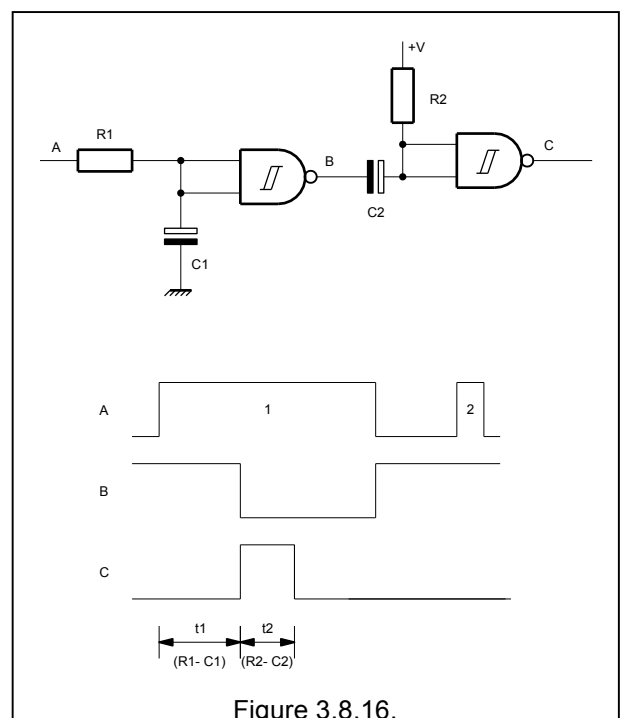 +V
R2
A
R1
B
C
C2
C1
A
1
2
B
C
t1
t2
(R1- C1)
(R2- C2)
Figure 3.8.16.